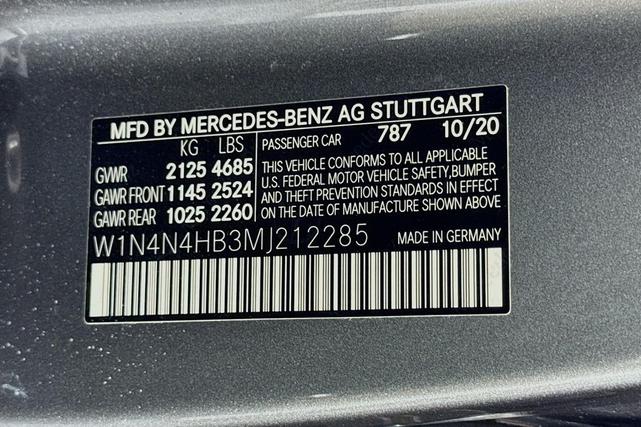 MFD BY MERCEDES-BENZ AG STUTTGART
KG LBS
GVWR 2125 4685
GAWR FRONT 1145 2524
GAWR REAR 1025 2260
PASSENGER CAR 787 10/20
THIS VEHICLE CONFORMS TO ALL APPLICABLE
U.S. FEDERAL MOTOR VEHICLE SAFETY,BUMPER
AND THEFT PREVENTION STANDARDS IN EFFECT
ON THE DATE OF MANUFACTURE SHOWN ABOVE
W1N4N4HB3MJ212285 MADE IN GERMANY